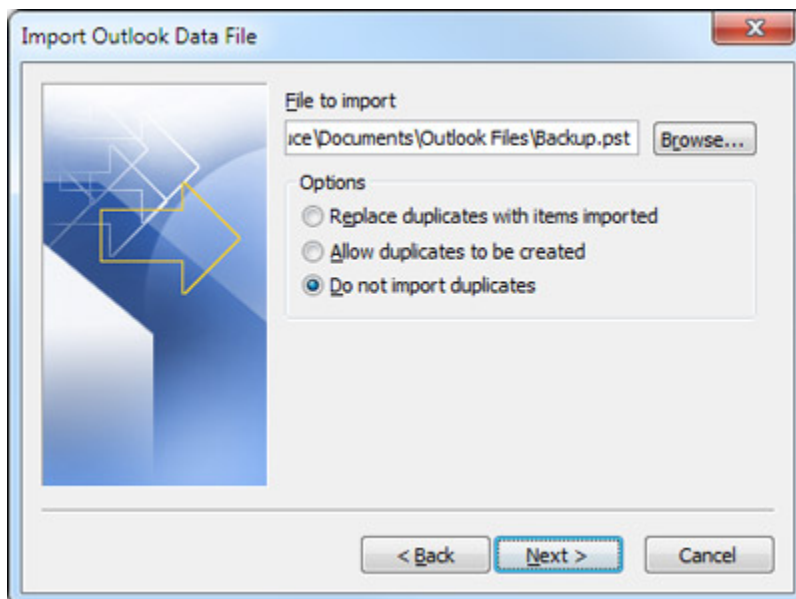 Import Outlook Data File
File to import
ıce\Documents\Outlook Files\Backup.pst
Browse...
Options
Replace duplicates with items imported
Allow duplicates to be created
Do not import duplicates
< Back
Next >
Cancel